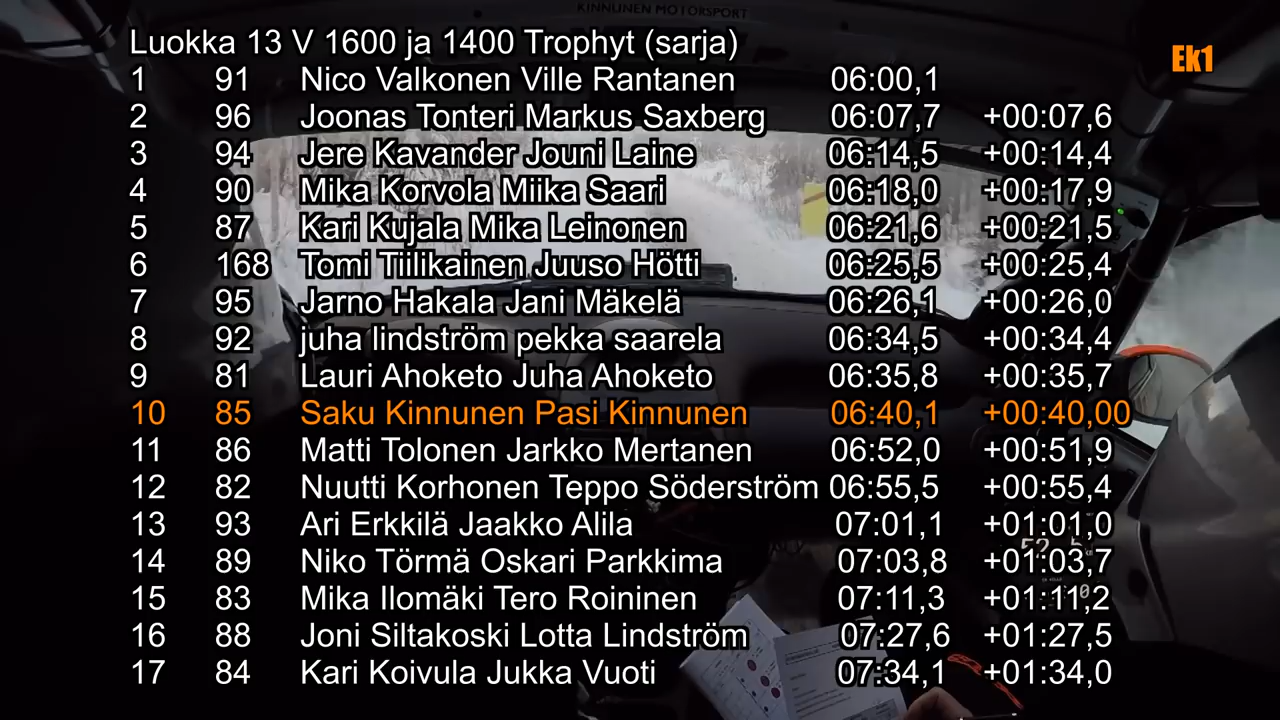 KINNUNEN MOTORSPORT
Luokka 13 V 1600 ja 1400 Trophyt (sarja)
Ek1
1 91 Nico Valkonen Ville Rantanen 06:00,1
2 96 Joonas Tonteri Markus Saxberg 06:07,7 +00:07,6
3 94 Jere Kavander Jouni Laine 06:14,5 +00:14,4
4 90 Mika Korvola Miika Saari 06:18,0 +00:17,9
5 87 Kari Kujala Mika Leinonen 06:21,6 +00:21,5
6 168 Tomi Tiilikainen Juuso Hötti 06:25,5 +00:25,4
7 95 Jarno Hakala Jani Mäkelä 06:26,1 +00:26,0
8 92 juha lindström pekka saarela 06:34,5 +00:34,4
9 81 Lauri Ahoketo Juha Ahoketo 06:35,8 +00:35,7
10 85 Saku Kinnunen Pasi Kinnunen 06:40,1 +00:40,00
11 86 Matti Tolonen Jarkko Mertanen 06:52,0 +00:51,9
12 82 Nuutti Korhonen Teppo Söderström 06:55,5 +00:55,4
13 93 Ari Erkkilä Jaakko Alila 07:01,1 +01:01,0
14 89 Niko Törmä Oskari Parkkima 07:03,8 +01:03,7
15 83 Mika Ilomäki Tero Roininen 07:11,3 +01:11,2
16 88 Joni Siltakoski Lotta Lindström 07:27,6 +01:27,5
17 84 Kari Koivula Jukka Vuoti 07:34,1 +01:34,0